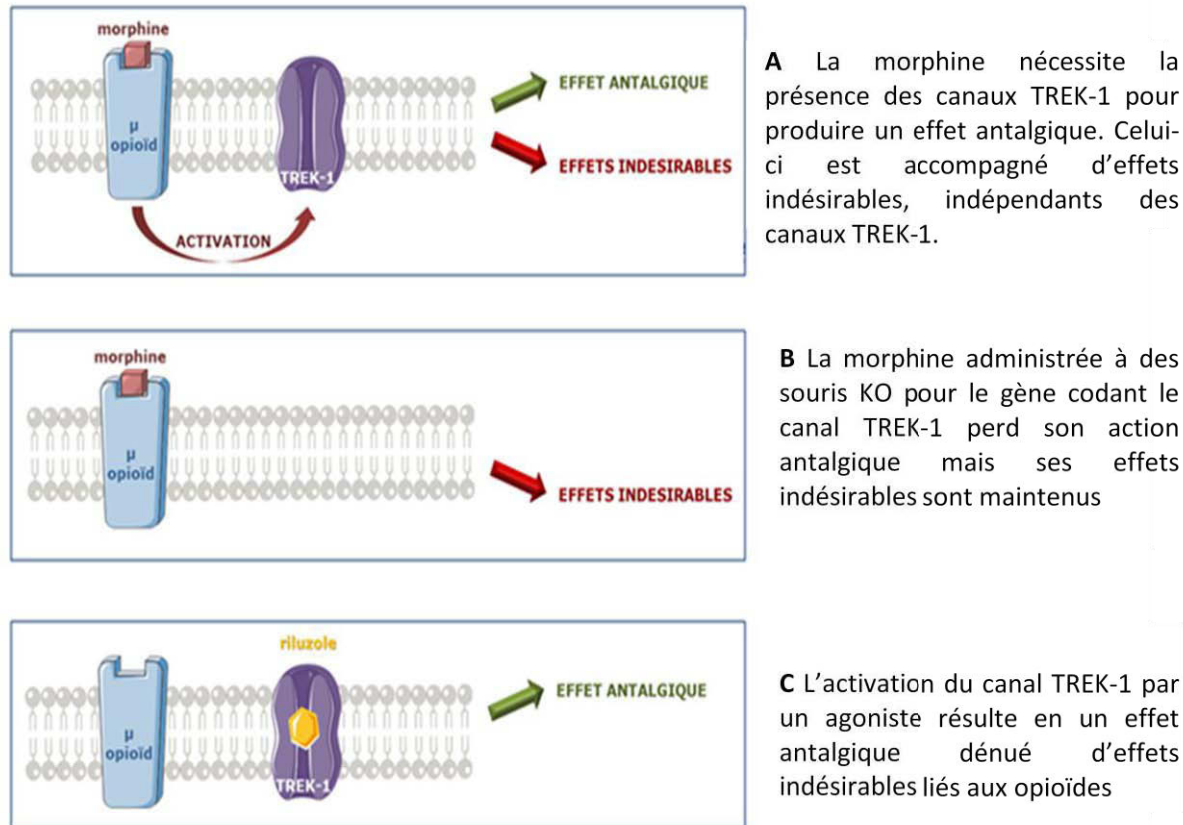 morphine
μ
opioïd
TREK-1
ACTIVATION
EFFET ANTALGIQUE
EFFETS INDESIRABLES
A La morphine nécessite la
présence des canaux TREK-1 pour
produire un effet antalgique. Celui-
ci est accompagné d’effets
indésirables, indépendants des
canaux TREK-1.
morphine
μ
opioïd
EFFETS INDESIRABLES
B La morphine administrée à des
souris KO pour le gène codant le
canal TREK-1 perd son action
antalgique mais ses effets
indésirables sont maintenus
riluzole
μ
opioïd
TREK-1
EFFET ANTALGIQUE
C L’activation du canal TREK-1 par
un agoniste résulte en un effet
antalgique dénué d’effets
indésirables liés aux opioïdes